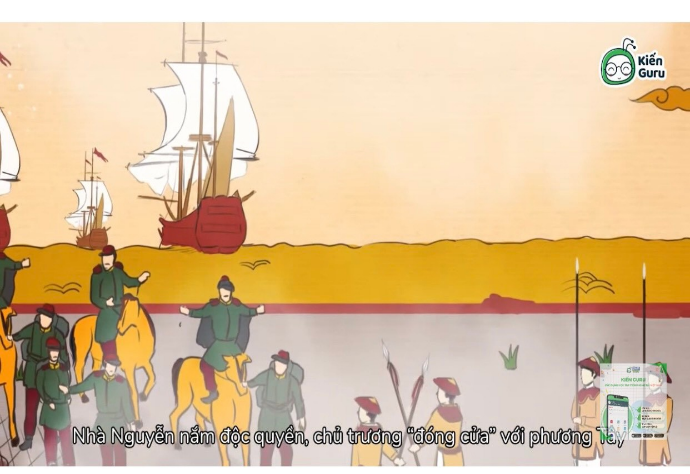 Kiến
Guru
Nhà Nguyễn nắm độc quyền, chủ trương "đóng cửa" với phương Tây